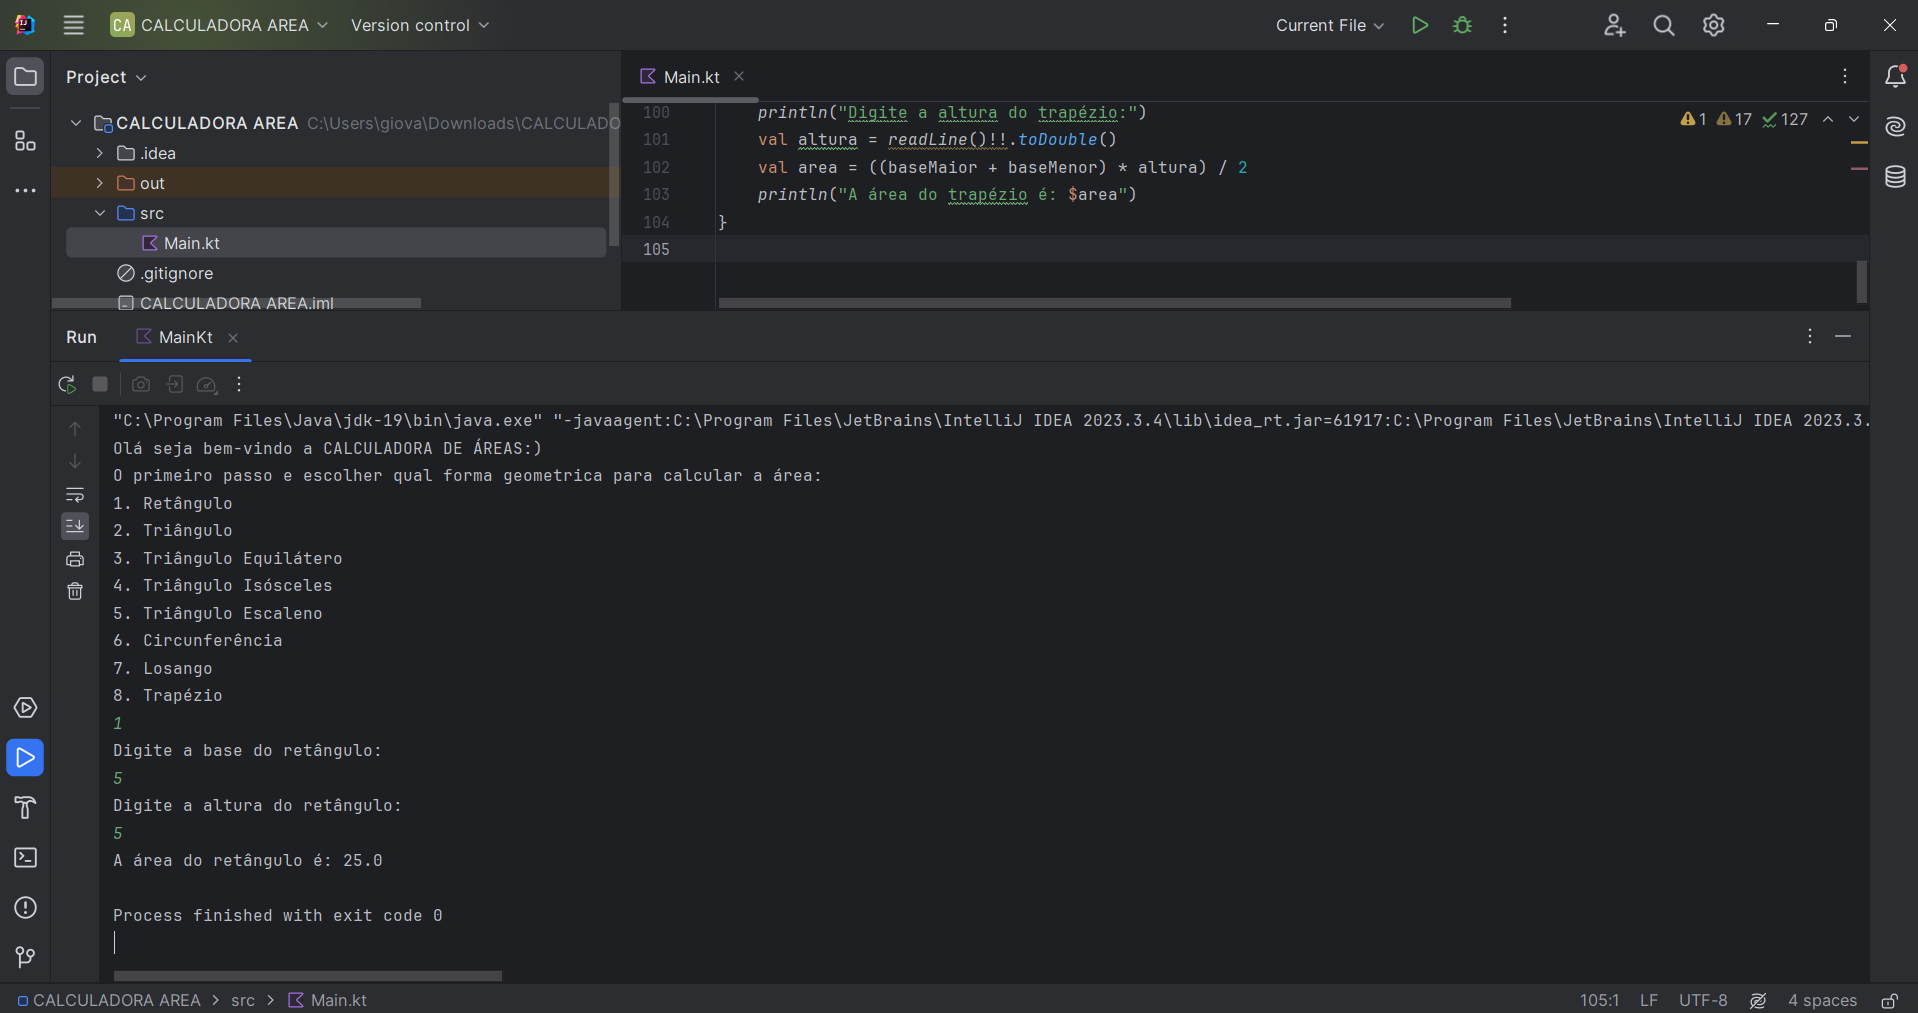 CA CALCULADORA AREA Version control Current File
Project
Main.kt
CALCULADORA AREA C:\Users\giova\Downloads\CALCULADO
.idea
out
src
Main.kt
.gitignore
CALCULADORA AREA.iml
1 17 127
100 println("Digite a altura do trapézio:")
101 val altura = readLine()!!.toDouble()
102 val area = ((baseMaior + baseMenor) * altura) / 2
103 println("A área do trapézio é: $area")
104 }
105
Run MainKt
"C:\Program Files\Java\jdk-19\bin\java.exe" "-javaagent:C:\Program Files\JetBrains\IntelliJ IDEA 2023.3.4\lib\idea_rt.jar=61917:C:\Program Files\JetBrains\IntelliJ IDEA 2023.3.
Olá seja bem-vindo a CALCULADORA DE ÁREAS:)
O primeiro passo e escolher qual forma geometrica para calcular a área:
1. Retângulo
2. Triângulo
3. Triângulo Equilátero
4. Triângulo Isósceles
5. Triângulo Escaleno
6. Circunferência
7. Losango
8. Trapézio
1
Digite a base do retângulo:
5
Digite a altura do retângulo:
5
A área do retângulo é: 25.0
Process finished with exit code 0
CALCULADORA AREA > src > Main.kt 105:1 LF UTF-8 4 spaces